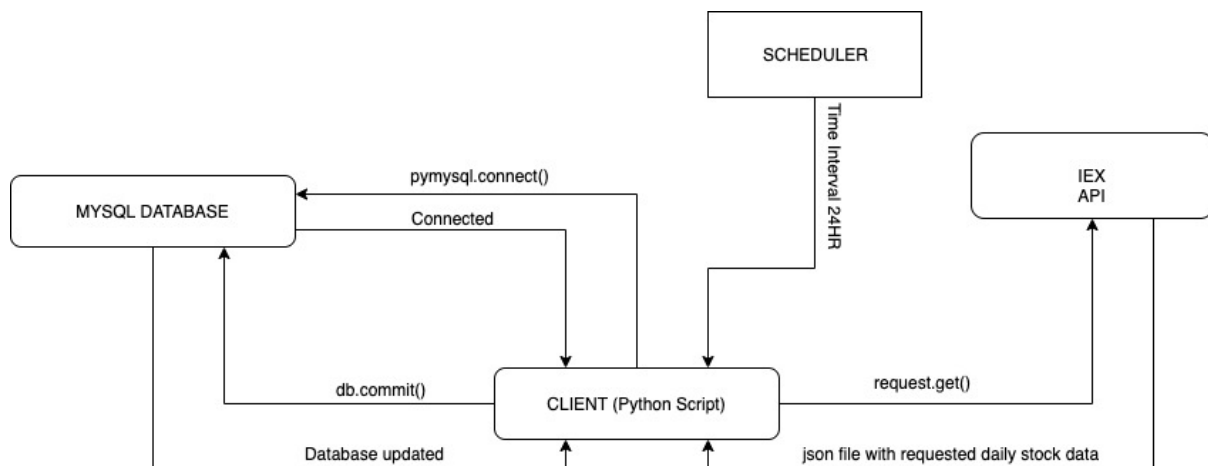 SCHEDULER
Time Interval 24HR
IEX
API
pymysql.connect()
MYSQL DATABASE
Connected
db.commit()
CLIENT (Python Script)
request.get()
Database updated
json file with requested daily stock data